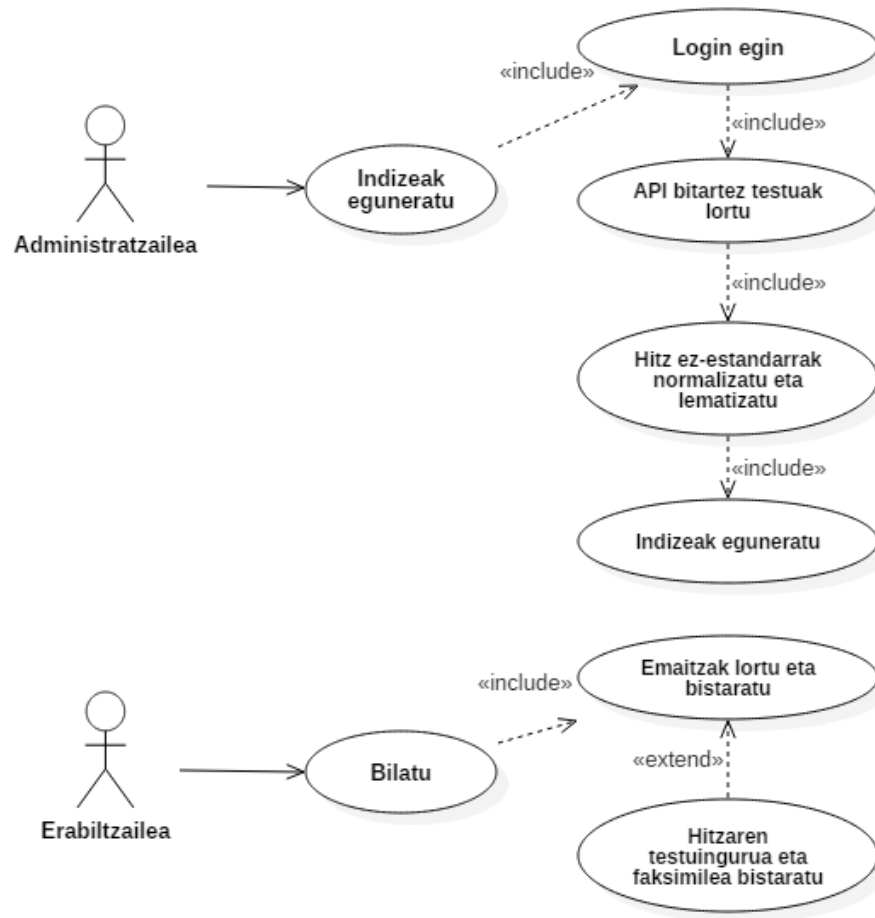 Login egin
«include»
«include»
Indizeak
eguneratu
API bitartez testuak
lortu
Administratzailea
«include»
Hitz ez-estandarrak
normalizatu eta
lematizatu
«include»
Indizeak eguneratu
Emaitzak lortu eta
bistaratu
«include»
«extend»
Bilatu
Erabiltzailea
Hitzaren
testuingurua eta
faksimilea bistaratu